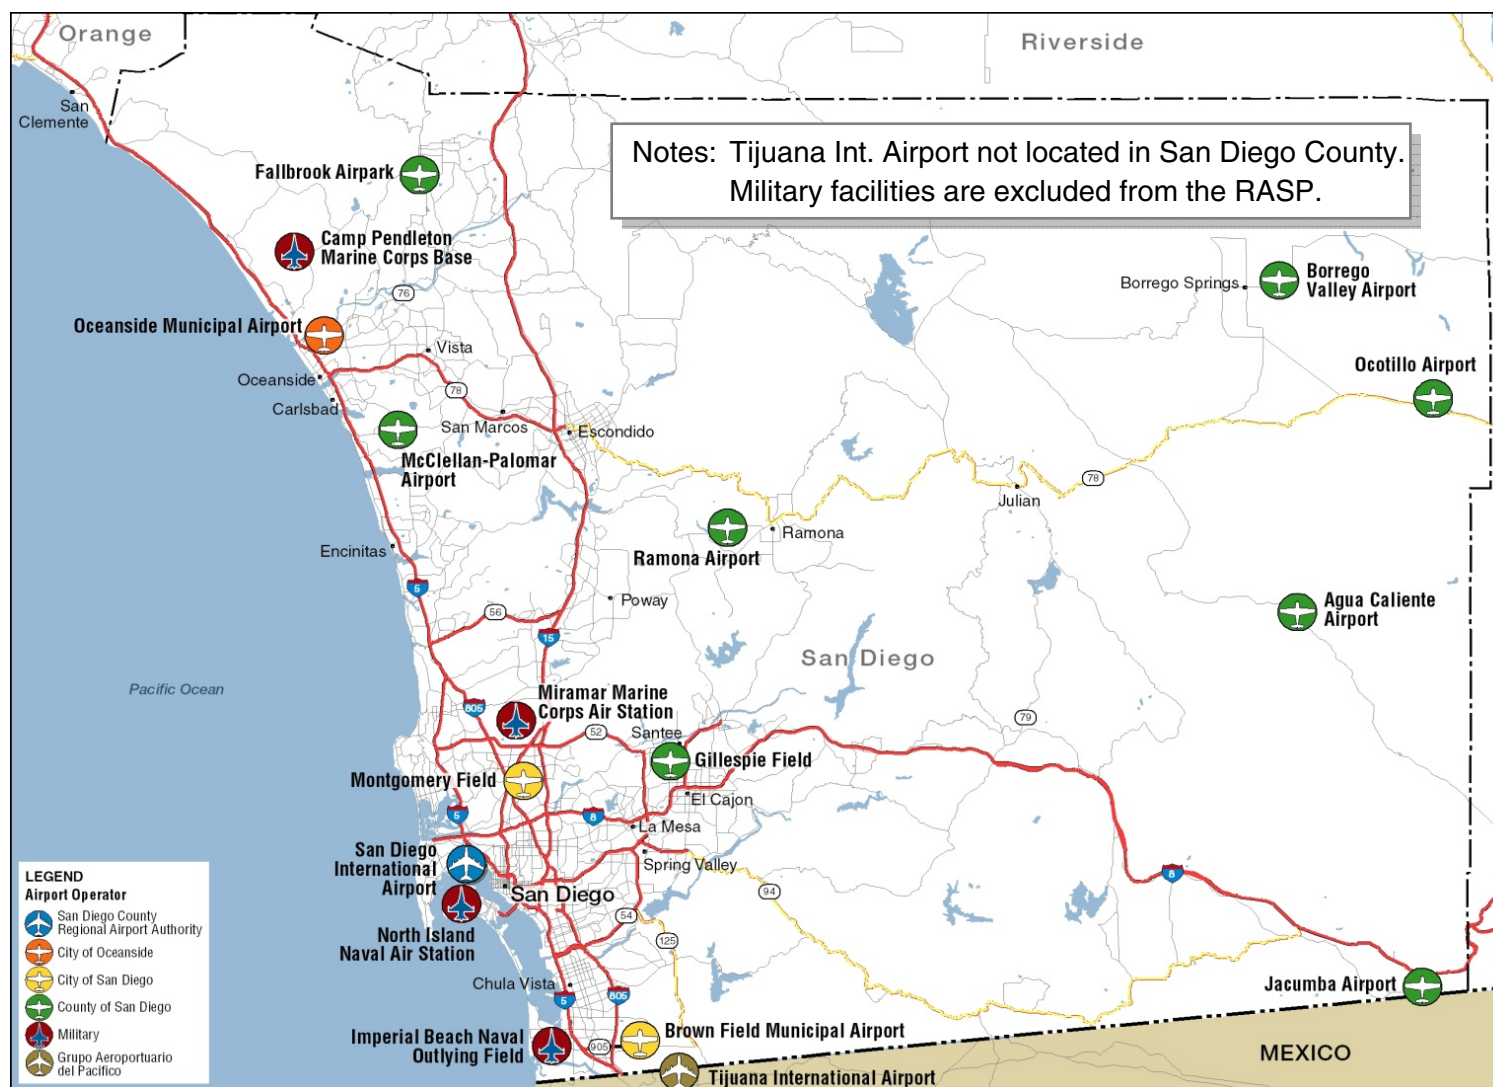 Orange
Riverside
San
Clemente
Notes: Tijuana Int. Airport not located in San Diego County.
Military facilities are excluded from the RASP.
Fallbrook Airpark
Camp Pendleton
Marine Corps Base
Borrego Springs
Borrego
Valley Airport
76
Oceanside Municipal Airport
Vista
Ocotillo Airport
Oceanside
78
Carlsbad
San Marcos
Escondido
McClellan-Palomar
Airport
78
Julian
Ramona
Ramona Airport
Encinitas
5
56
Poway
15
Agua Caliente
Airport
San Diego
Pacific Ocean
Miramar Marine
Corps Air Station
805
79
52
Santee
Gillespie Field
Montgomery Field
El Cajon
5
8
La Mesa
San Diego
International
Airport
Spring Valley
8
94
San Diego
54
North Island
Naval Air Station
125
Chula Vista
5
805
Jacumba Airport
Imperial Beach Naval
Outlying Field
905
Brown Field Municipal Airport
MEXICO
Tijuana International Airport
LEGEND
Airport Operator
San Diego County
Regional Airport Authority
City of Oceanside
City of San Diego
County of San Diego
Military
Grupo Aeroportuario
del Pacifico